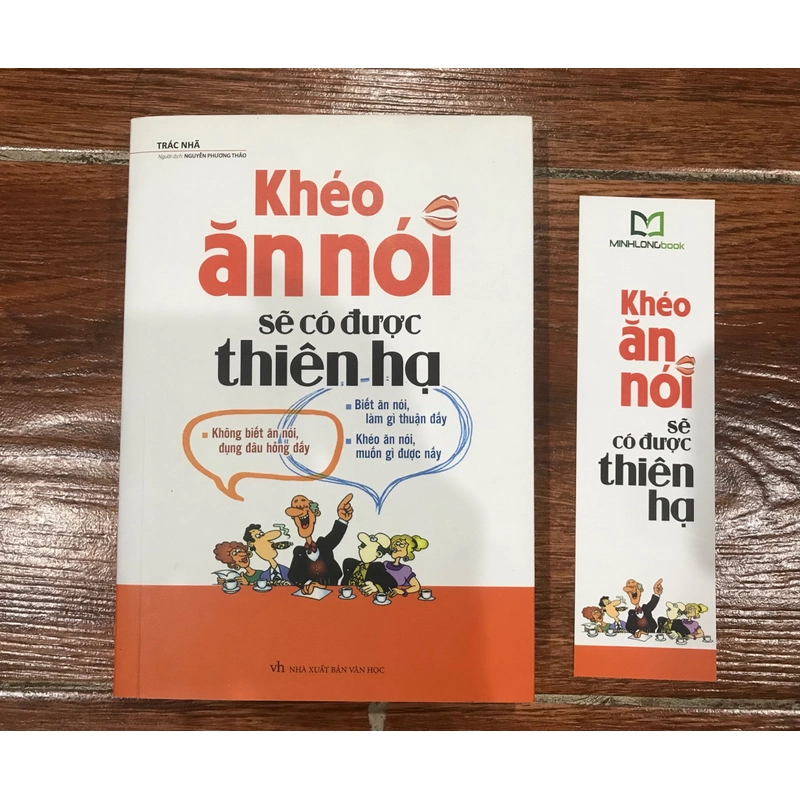 TRÁC NHÃ
Người dịch: NGUYỄN PHƯƠNG THẢO
Khéo
ăn nói
sẽ có được
thiên hạ
Không biết ăn nói,
dụng đâu hỏng đấy
Biết ăn nói,
làm gì thuận đấy
Khéo ăn nói,
muốn gì được nấy
vh NHÀ XUẤT BẢN VĂN HỌC
MINHLONGbook
Khéo
ăn
nói
sẽ
có được
thiên
hạ